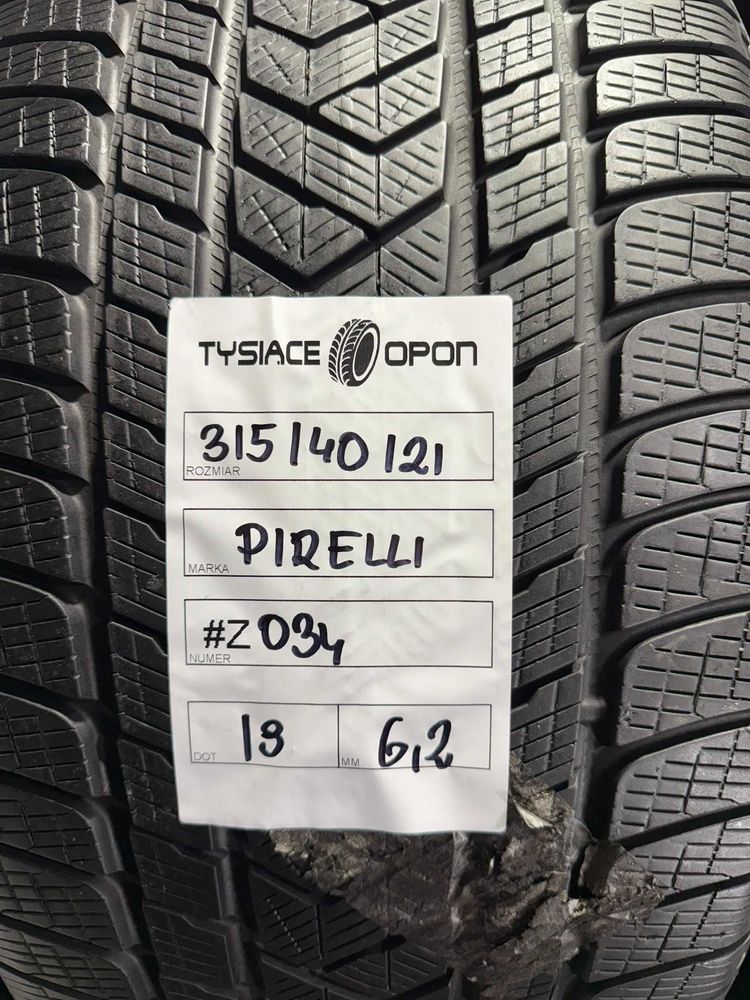 TYSIACE OPON
315/40/21
ROZMIAR
PIRELLI
MARKA
#Z034
NUMER
19 6,2
DOT MM